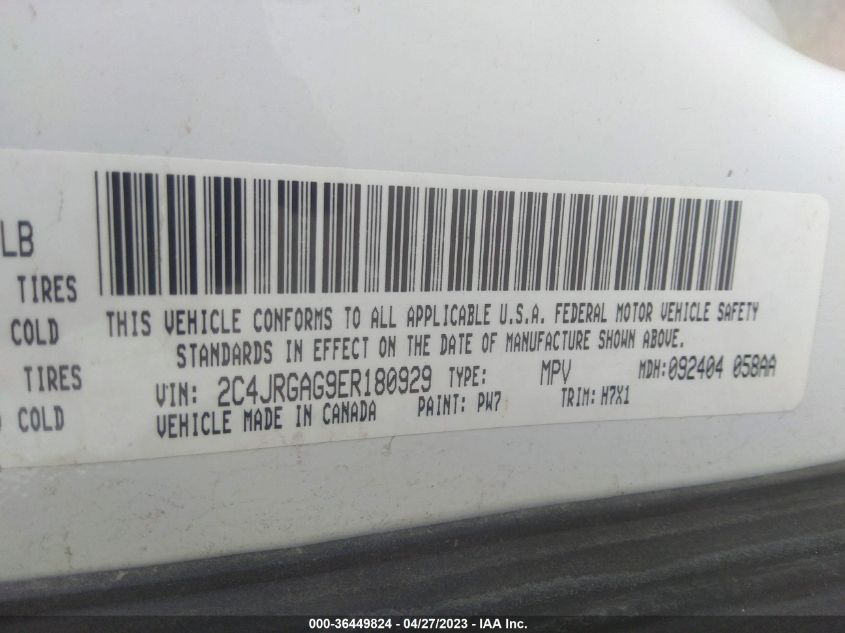 LB
TIRES
COLD
TIRES
COLD
THIS VEHICLE CONFORMS TO ALL APPLICABLE U.S.A. FEDERAL MOTOR VEHICLE SAFETY
STANDARDS IN EFFECT ON THE DATE OF MANUFACTURE SHOWN ABOVE.
VIN: 2C4JRGAG9ER180929 TYPE: MPV MDH:092404 058AA
VEHICLE MADE IN CANADA PAINT: PW7 TRIM: H7X1
000-36449824 - 04/27/2023 - IAA Inc.